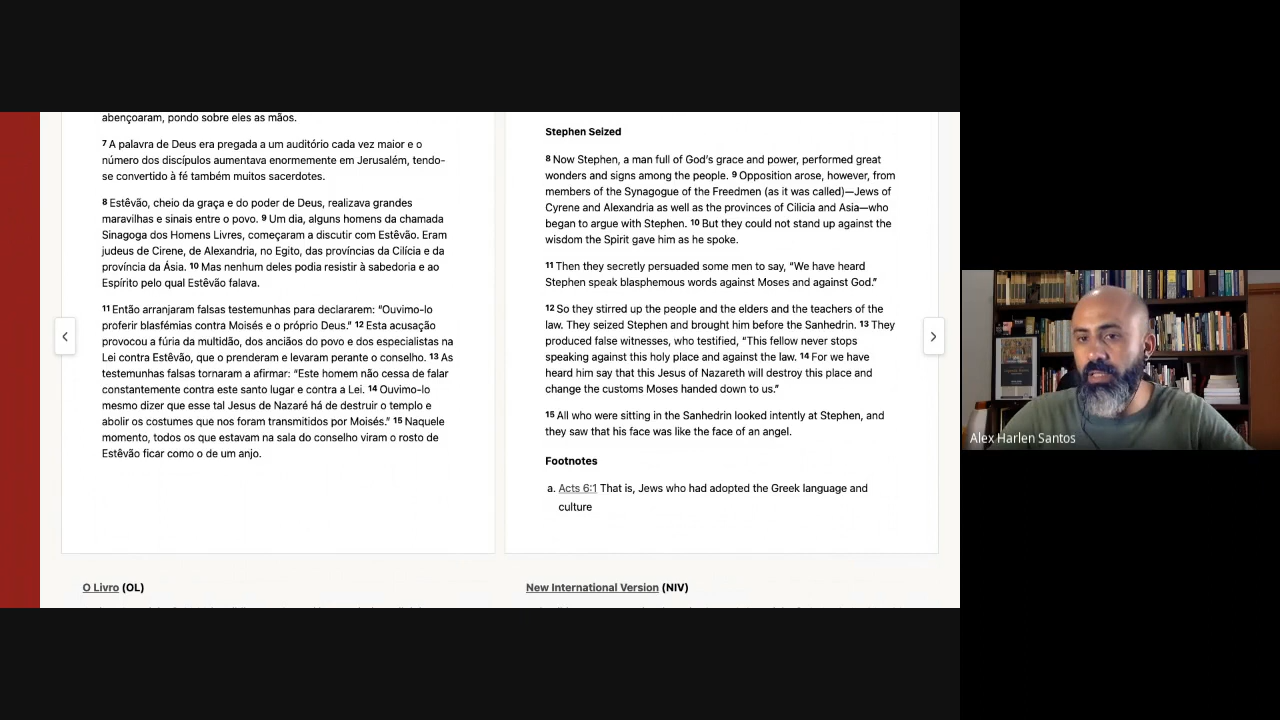 abençoaram, pondo sobre eles as mãos.
7 A palavra de Deus era pregada a um auditório cada vez maior e o
número dos discípulos aumentava enormemente em Jerusalém, tendo-
se convertido à fé também muitos sacerdotes.
8 Estêvão, cheio da graça e do poder de Deus, realizava grandes
maravilhas e sinais entre o povo. 9 Um dia, alguns homens da chamada
Sinagoga dos Homens Livres, começaram a discutir com Estêvão. Eram
judeus de Cirene, de Alexandria, no Egito, das províncias da Cilícia e da
província da Ásia. 10 Mas nenhum deles podia resistir à sabedoria e ao
Espírito pelo qual Estêvão falava.
11 Então arranjaram falsas testemunhas para declararem: “Ouvimo-lo
proferir blasfémias contra Moisés e o próprio Deus.” 12 Esta acusação
provocou a fúria da multidão, dos anciãos do povo e dos especialistas na
Lei contra Estêvão, que o prenderam e levaram perante o conselho. 13 As
testemunhas falsas tornaram a afirmar: “Este homem não cessa de falar
constantemente contra este santo lugar e contra a Lei. 14 Ouvimo-lo
mesmo dizer que esse tal Jesus de Nazaré há de destruir o templo e
abolir os costumes que nos foram transmitidos por Moisés.” 15 Naquele
momento, todos os que estavam na sala do conselho viram o rosto de
Estêvão ficar como o de um anjo.
O Livro (OL)
Stephen Seized
8 Now Stephen, a man full of God’s grace and power, performed great
wonders and signs among the people. 9 Opposition arose, however, from
members of the Synagogue of the Freedmen (as it was called)—Jews of
Cyrene and Alexandria as well as the provinces of Cilicia and Asia—who
began to argue with Stephen. 10 But they could not stand up against the
wisdom the Spirit gave him as he spoke.
11 Then they secretly persuaded some men to say, “We have heard
Stephen speak blasphemous words against Moses and against God.”
12 So they stirred up the people and the elders and the teachers of the
law. They seized Stephen and brought him before the Sanhedrin. 13 They
produced false witnesses, who testified, “This fellow never stops
speaking against this holy place and against the law. 14 For we have
heard him say that this Jesus of Nazareth will destroy this place and
change the customs Moses handed down to us.”
15 All who were sitting in the Sanhedrin looked intently at Stephen, and
they saw that his face was like the face of an angel.
Footnotes
a. Acts 6:1 That is, Jews who had adopted the Greek language and
culture
New International Version (NIV)
Alex Harlen Santos